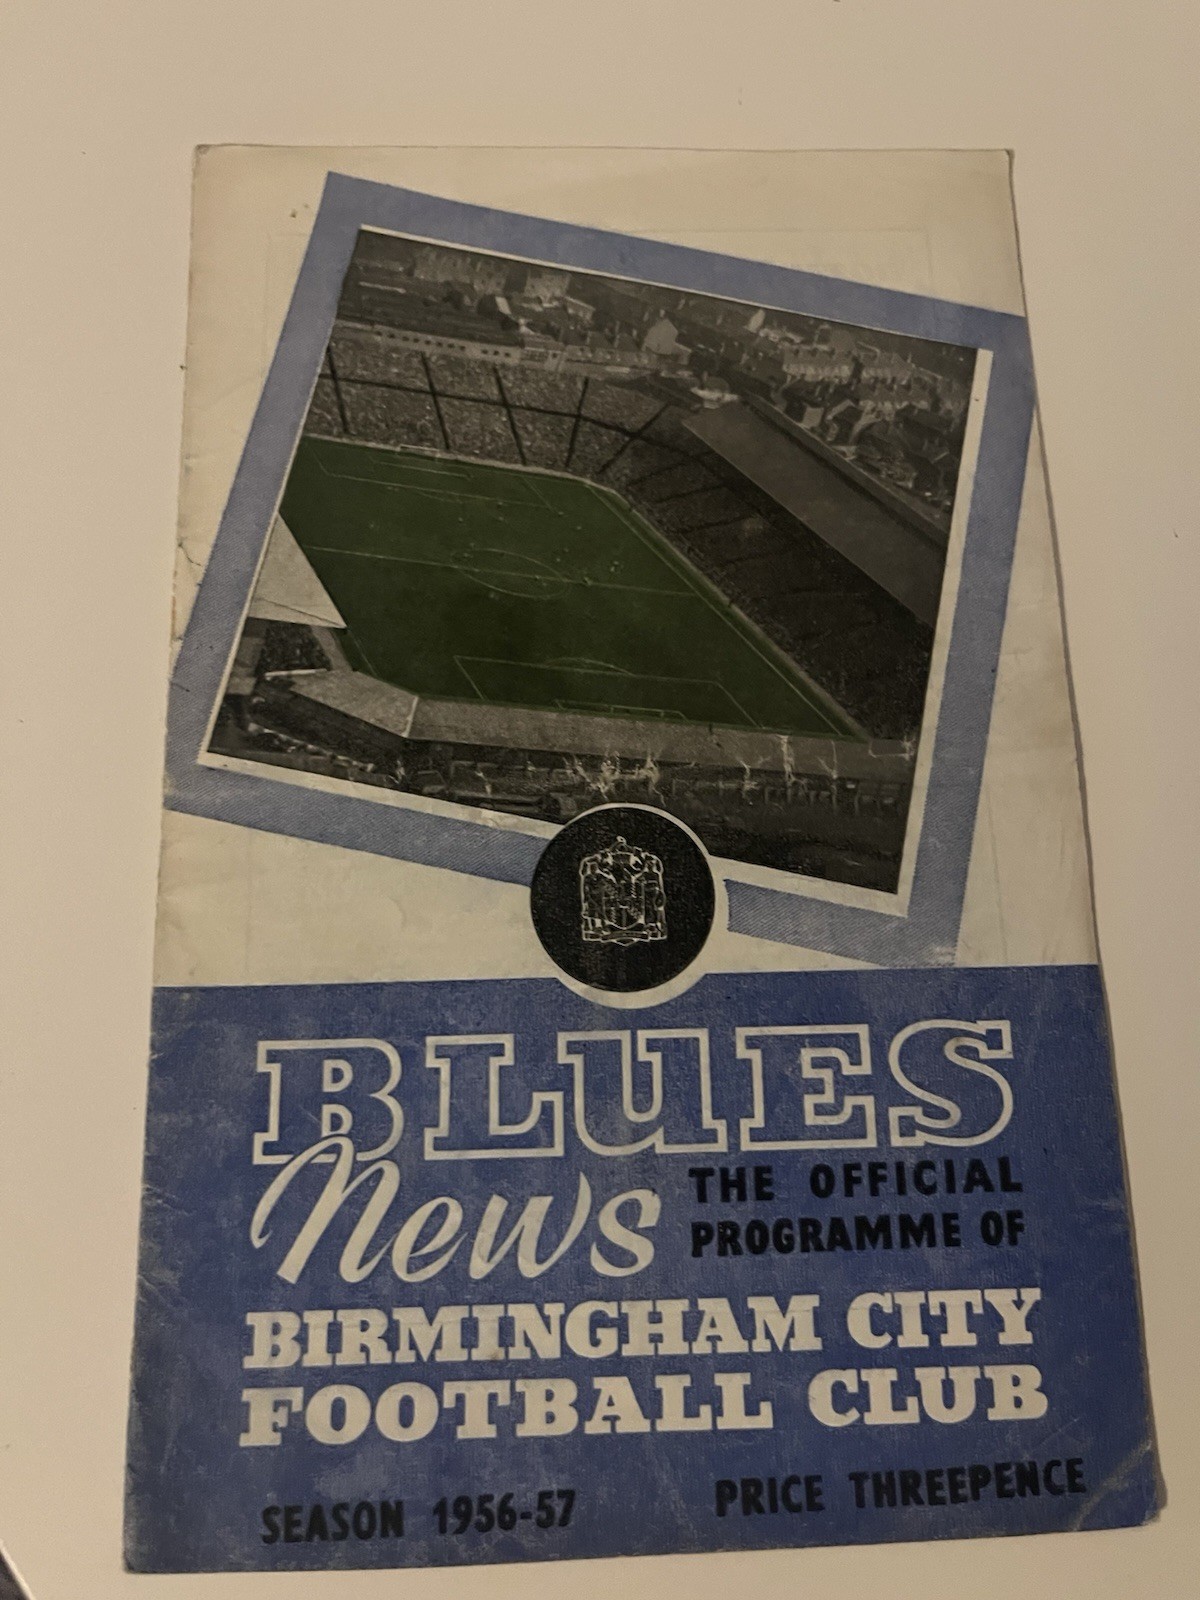 BLUES
News
THE OFFICIAL
PROGRAMME OF
BIRMINGHAM CITY
FOOTBALL CLUB
SEASON 1956-57
PRICE THREEPENCE